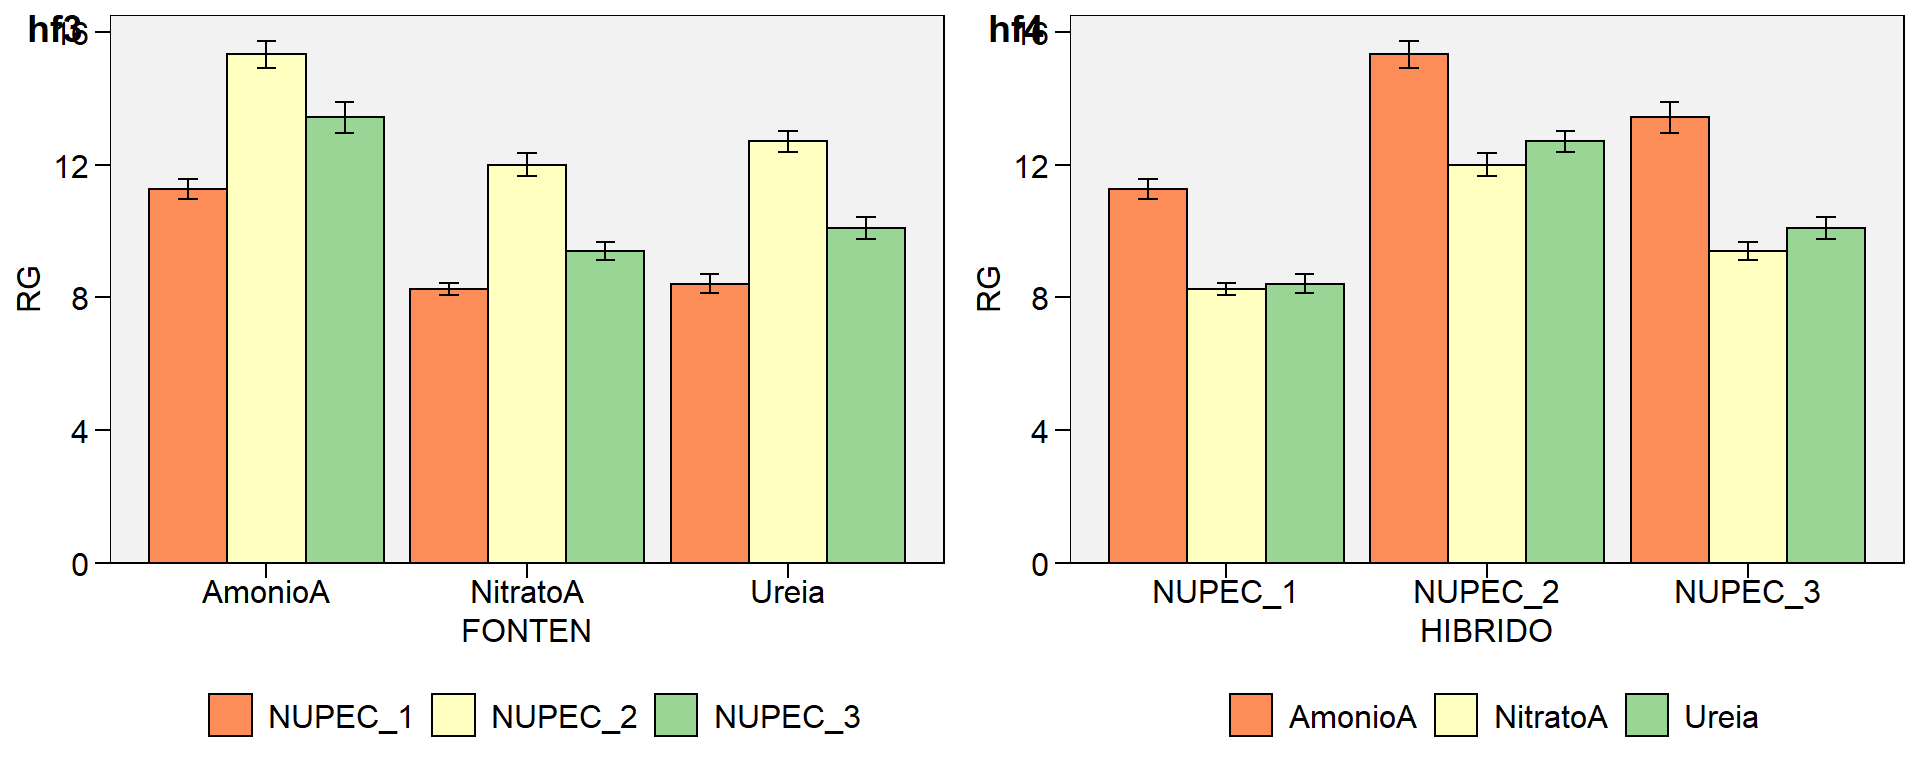 hf3
16
12
8
4
0
RG
AmonioA NitratoA Ureia
FONTEN
NUPEC_1 NUPEC_2 NUPEC_3
hf4
16
12
8
4
0
RG
NUPEC_1 NUPEC_2 NUPEC_3
HIBRIDO
AmonioA NitratoA Ureia